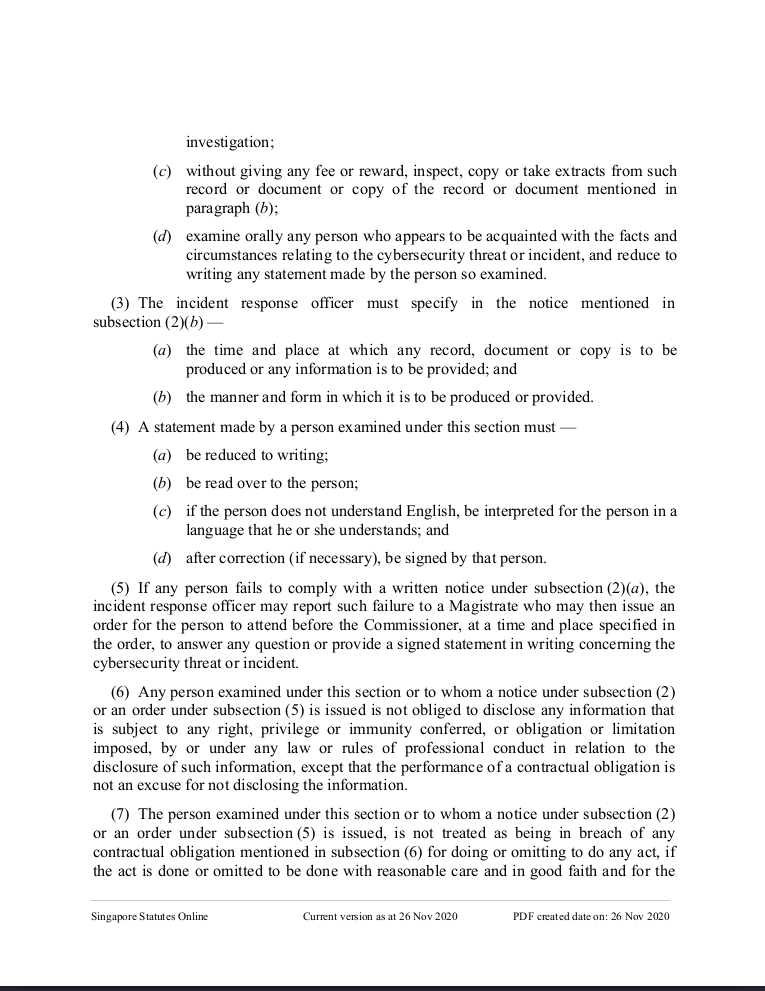 investigation;
(c) without giving any fee or reward, inspect, copy or take extracts from such
record or document or copy of the record or document mentioned in
paragraph (b);
(d) examine orally any person who appears to be acquainted with the facts and
circumstances relating to the cybersecurity threat or incident, and reduce to
writing any statement made by the person so examined.
(3) The incident response officer must specify in the notice mentioned in
subsection (2)(b) —
(a) the time and place at which any record, document or copy is to be
produced or any information is to be provided; and
(b) the manner and form in which it is to be produced or provided.
(4) A statement made by a person examined under this section must —
(a) be reduced to writing;
(b) be read over to the person;
(c) if the person does not understand English, be interpreted for the person in a
language that he or she understands; and
(d) after correction (if necessary), be signed by that person.
(5) If any person fails to comply with a written notice under subsection (2)(a), the
incident response officer may report such failure to a Magistrate who may then issue an
order for the person to attend before the Commissioner, at a time and place specified in
the order, to answer any question or provide a signed statement in writing concerning the
cybersecurity threat or incident.
(6) Any person examined under this section or to whom a notice under subsection (2)
or an order under subsection (5) is issued is not obliged to disclose any information that
is subject to any right, privilege or immunity conferred, or obligation or limitation
imposed, by or under any law or rules of professional conduct in relation to the
disclosure of such information, except that the performance of a contractual obligation is
not an excuse for not disclosing the information.
(7) The person examined under this section or to whom a notice under subsection (2)
or an order under subsection (5) is issued, is not treated as being in breach of any
contractual obligation mentioned in subsection (6) for doing or omitting to do any act, if
the act is done or omitted to be done with reasonable care and in good faith and for the
Singapore Statutes Online Current version as at 26 Nov 2020 PDF created date on: 26 Nov 2020